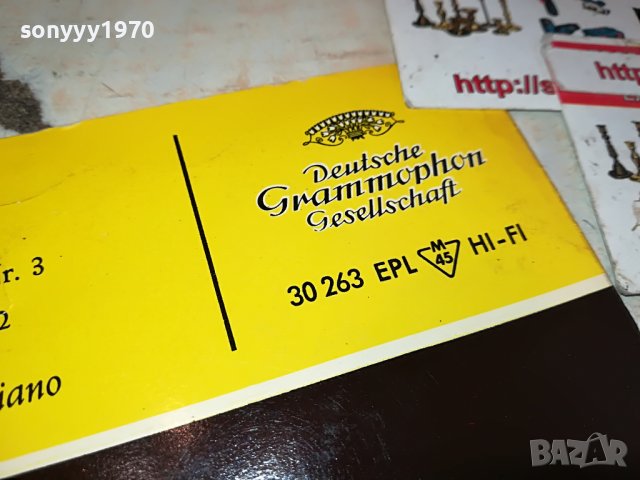 sonyyy1970
http://s
http
Deutsche
Grammophon
Gesellschaft
30 263 EPL M 45 HI-FI
r. 3
2
iano
BAZAR